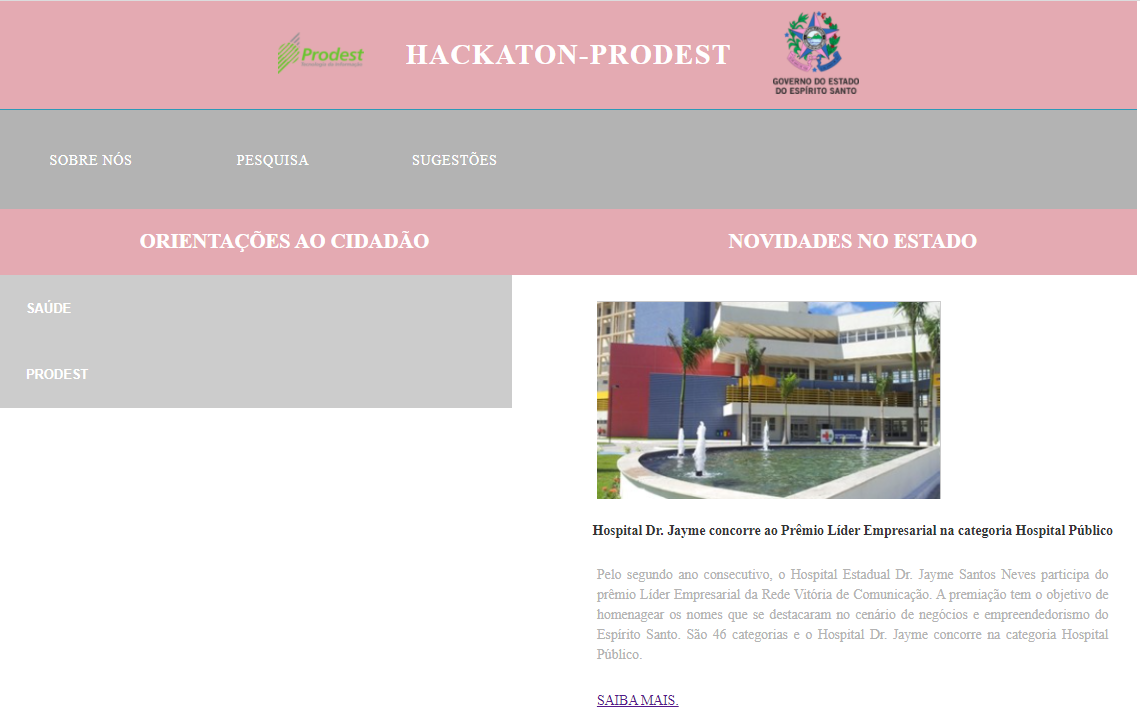 Prodest
Tecnologia da Informação
HACKATON-PRODEST
GOVERNO DO ESTADO
DO ESPÍRITO SANTO
SOBRE NÓS
PESQUISA
SUGESTÕES
ORIENTAÇÕES AO CIDADÃO
NOVIDADES NO ESTADO
SAÚDE
PRODEST
Hospital Dr. Jayme concorre ao Prêmio Líder Empresarial na categoria Hospital Público
Pelo segundo ano consecutivo, o Hospital Estadual Dr. Jayme Santos Neves participa do
prêmio Líder Empresarial da Rede Vitória de Comunicação. A premiação tem o objetivo de
homenagear os nomes que se destacaram no cenário de negócios e empreendedorismo do
Espírito Santo. São 46 categorias e o Hospital Dr. Jayme concorre na categoria Hospital
Público.
SAIBA MAIS.